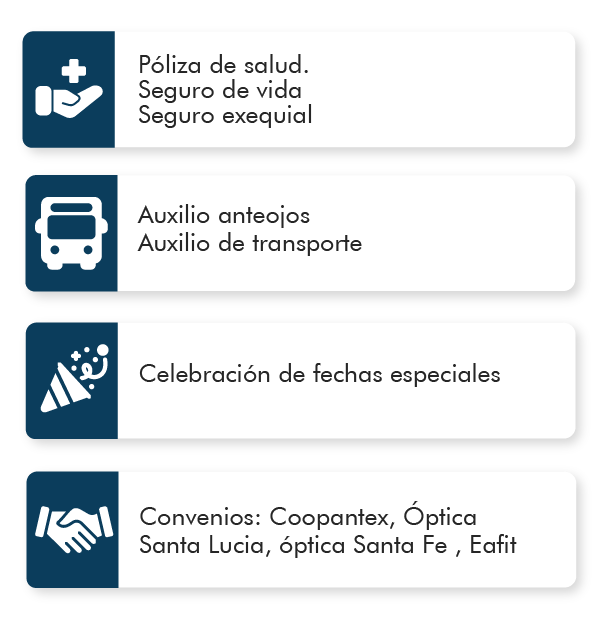 Póliza de salud.
Seguro de vida
Seguro exequial
Auxilio anteojos
Auxilio de transporte
Celebración de fechas especiales
Convenios: Coopantex, Óptica
Santa Lucia, óptica Santa Fe , Eafit